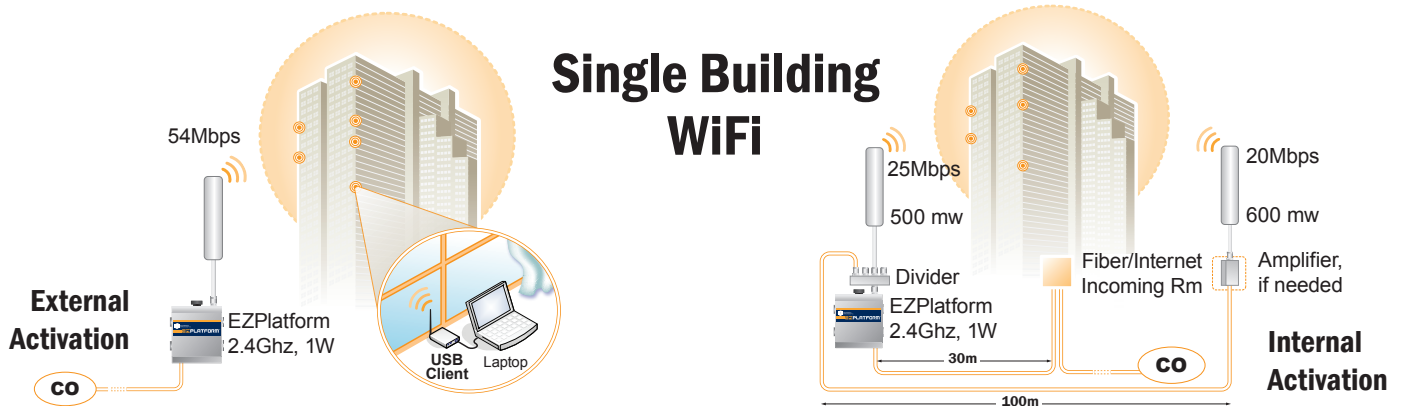 Single Building
WiFi
54Mbps
External
Activation
EZPlatform
2.4Ghz, 1W
CO
USB
Client
Laptop
25Mbps
500 mw
Divider
EZPlatform
2.4Ghz, 1W
Fiber/Internet
Incoming Rm
20Mbps
600 mw
Amplifier,
if needed
Internal
Activation
30m
CO
100m